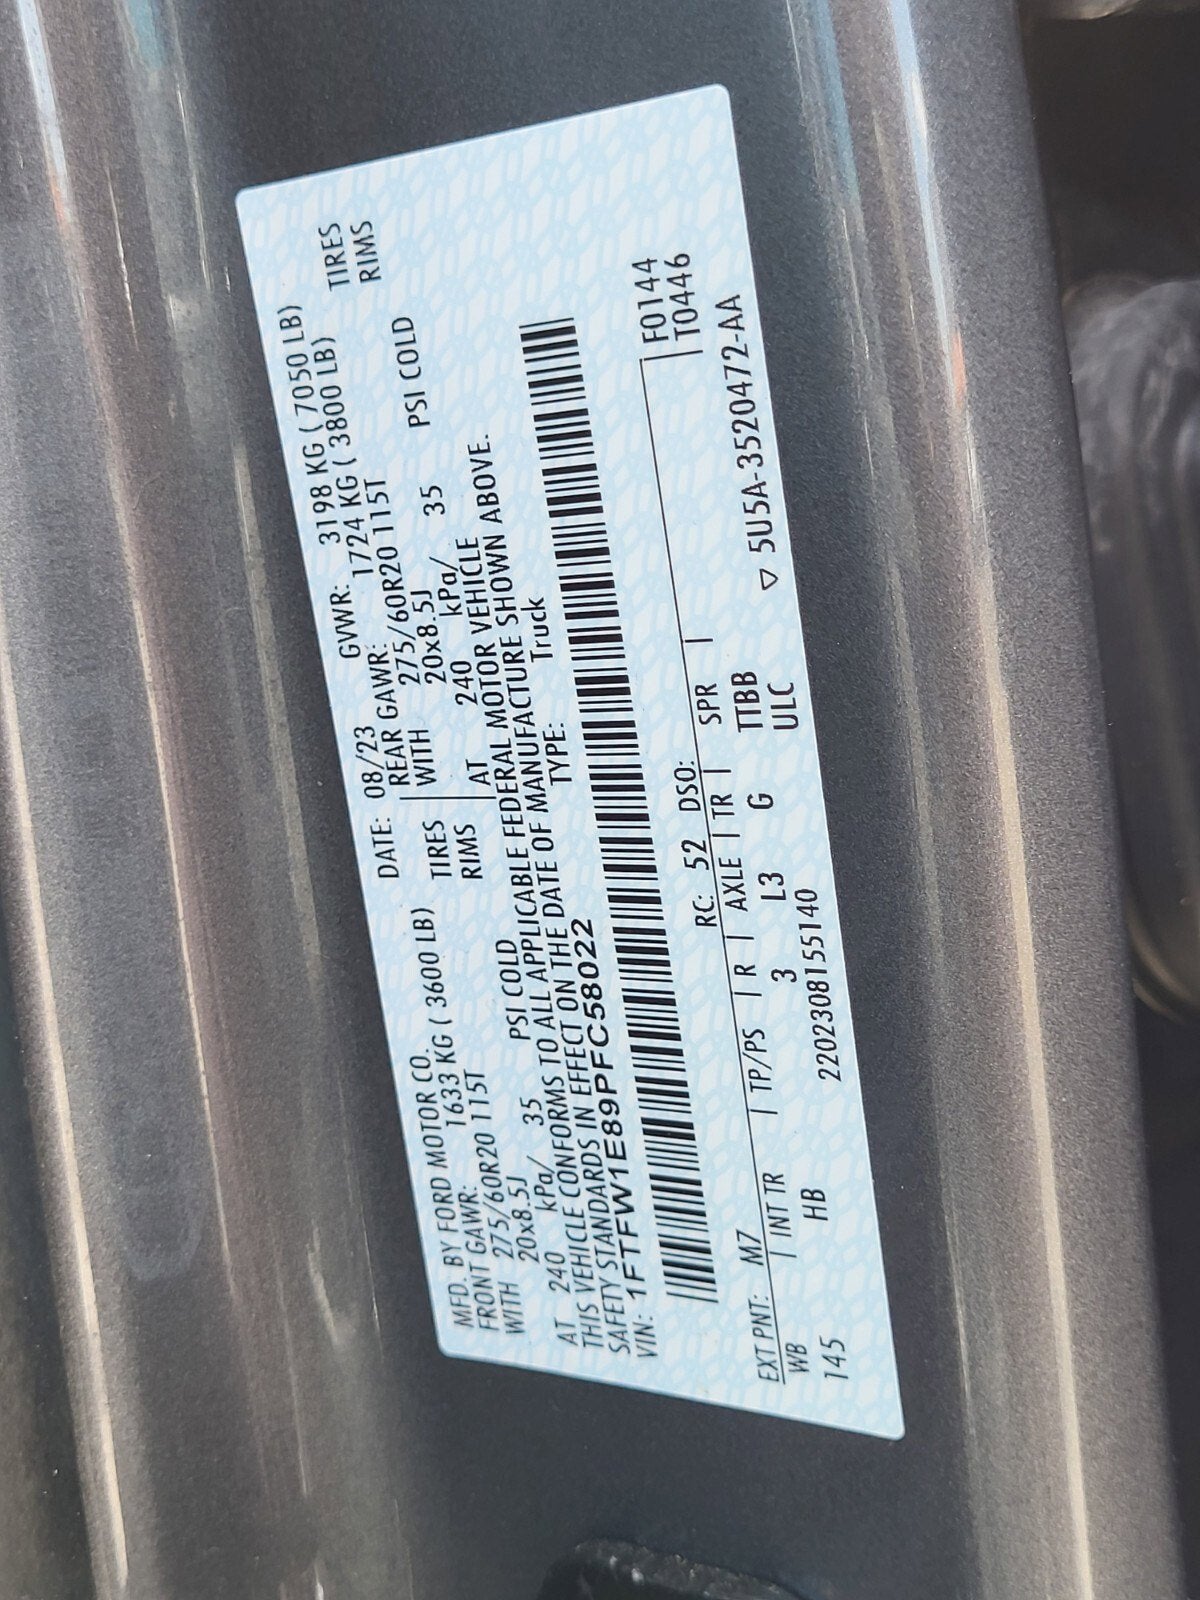 MFD. BY FORD MOTOR CO.
DATE: 08/23 GVWR: 3198 KG ( 7050 LB)
FRONT GAWR: 1633 KG ( 3600 LB) REAR GAWR: 1724 KG ( 3800 LB)
WITH 275/60R20 115T TIRES WITH 275/60R20 115T TIRES
20x8.5J RIMS 20x8.5J RIMS
AT 240 kPa/ 35 PSI COLD AT 240 kPa/ 35 PSI COLD
THIS VEHICLE CONFORMS TO ALL APPLICABLE FEDERAL MOTOR VEHICLE
SAFETY STANDARDS IN EFFECT ON THE DATE OF MANUFACTURE SHOWN ABOVE.
VIN: 1FTFW1E89PFC58022 TYPE: Truck
F0144
EXT PNT: M7 RC: 52 DSO: T0446
WB INT TR TP/PS R AXLE TR SPR
145 HB 3 L3 G TTBB
ULC
2202308155140 ▽ 5U5A-3520472-AA